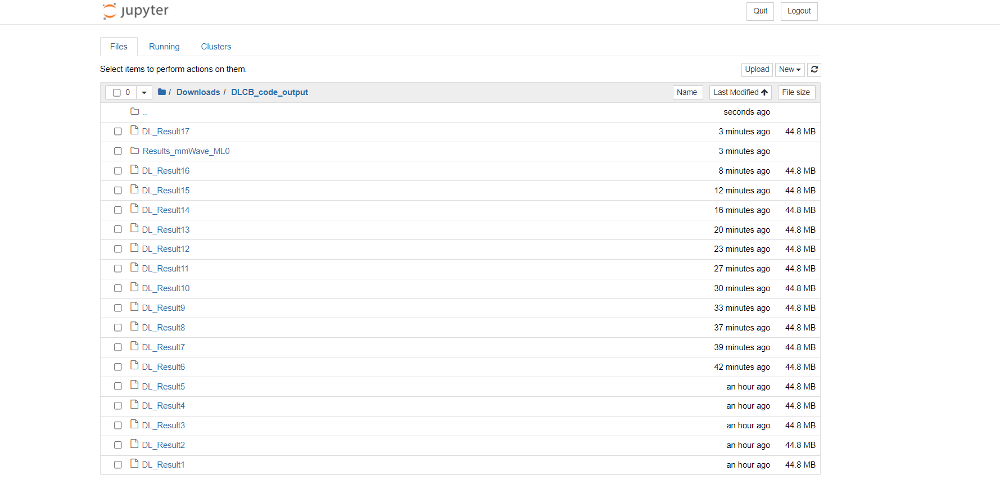 jupyter Quit Logout
Files Running Clusters
Select items to perform actions on them. Upload New
0 / Downloads / DLCB_code_output Name Last Modified File size
.. seconds ago
DL_Result17 3 minutes ago 44.8 MB
Results_mmWave_ML0 3 minutes ago
DL_Result16 8 minutes ago 44.8 MB
DL_Result15 12 minutes ago 44.8 MB
DL_Result14 16 minutes ago 44.8 MB
DL_Result13 20 minutes ago 44.8 MB
DL_Result12 23 minutes ago 44.8 MB
DL_Result11 27 minutes ago 44.8 MB
DL_Result10 30 minutes ago 44.8 MB
DL_Result9 33 minutes ago 44.8 MB
DL_Result8 37 minutes ago 44.8 MB
DL_Result7 39 minutes ago 44.8 MB
DL_Result6 42 minutes ago 44.8 MB
DL_Result5 an hour ago 44.8 MB
DL_Result4 an hour ago 44.8 MB
DL_Result3 an hour ago 44.8 MB
DL_Result2 an hour ago 44.8 MB
DL_Result1 an hour ago 44.8 MB